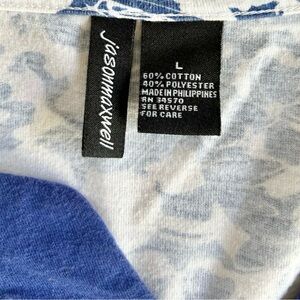 jasonmaxwell
L
60% COTTON
40% POLYESTER
MADE IN PHILIPPINES
RN 34570
SEE REVERSE
FOR CARE